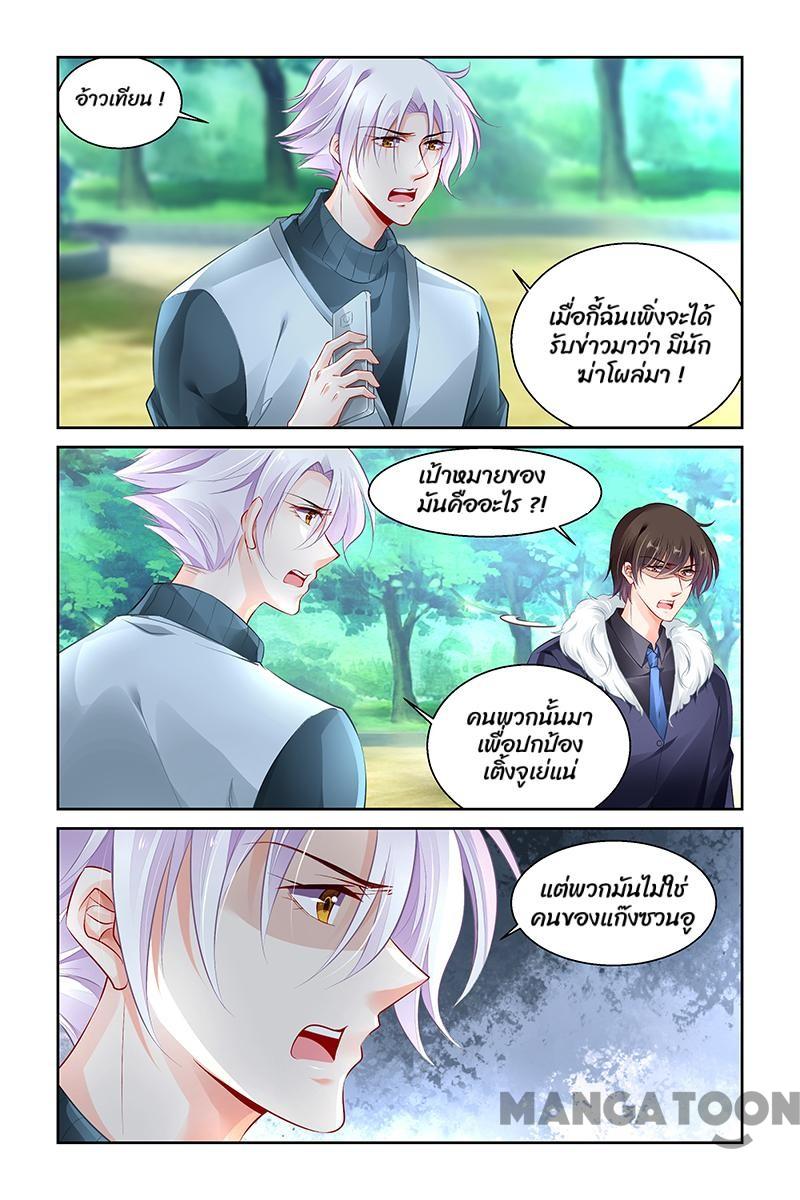 อ้าวเทียน !
เมื่อกี้ฉันเพิ่งจะได้
รับข่าวมาว่า มีนัก
ฆ่าโผล่มา !
เป้าหมายของ
มันคืออะไร ?!
คนพวกนั้นมา
เพื่อปกป้อง
เติ้งจูเย่แน่
แต่พวกมันไม่ใช่
คนของแก๊งซวนอู
MANGATOON